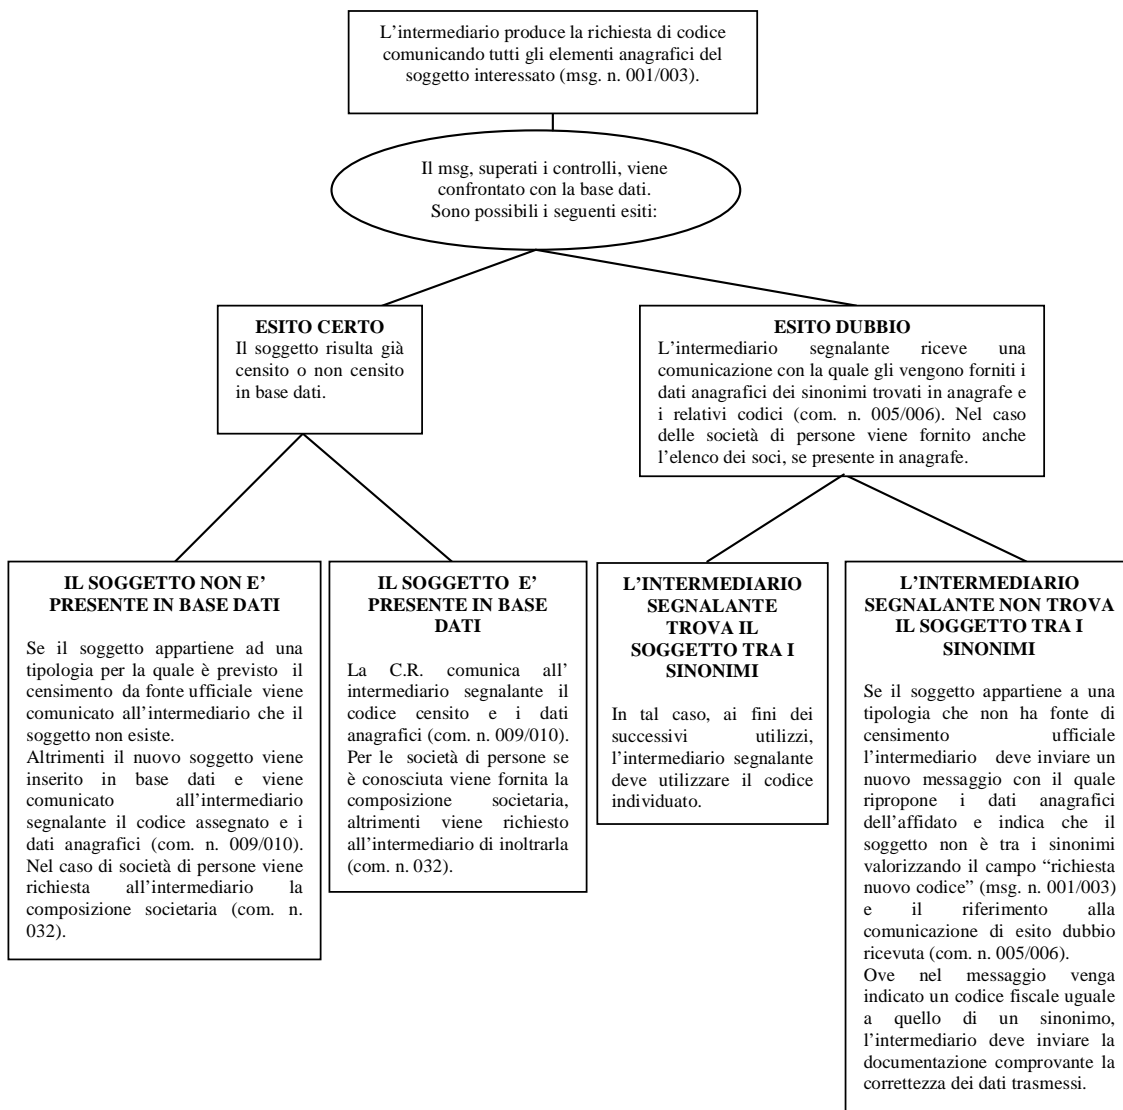 L'intermediario produce la richiesta di codice
comunicando tutti gli elementi anagrafici del
soggetto interessato (msg. n. 001/003).
Il msg, superati i controlli, viene
confrontato con la base dati.
Sono possibili i seguenti esiti:
ESITO CERTO
Il soggetto risulta già
censito o non censito
in base dati.
ESITO DUBBIO
L'intermediario segnalante riceve una
comunicazione con la quale gli vengono forniti i
dati anagrafici dei sinonimi trovati in anagrafe e
i relativi codici (com. n. 005/006). Nel caso
delle società di persone viene fornito anche
l'elenco dei soci, se presente in anagrafe.
IL SOGGETTO NON E'
PRESENTE IN BASE DATI
Se il soggetto appartiene ad una
tipologia per la quale è previsto il
censimento da fonte ufficiale viene
comunicato all'intermediario che il
soggetto non esiste.
Altrimenti il nuovo soggetto viene
inserito in base dati e viene
comunicato all'intermediario
segnalante il codice assegnato e i
dati anagrafici (com. n. 009/010).
Nel caso di società di persone viene
richiesta all'intermediario la
composizione societaria (com. n.
032).
IL SOGGETTO E'
PRESENTE IN BASE
DATI
La C.R. comunica all'
intermediario segnalante il
codice censito e i dati
anagrafici (com. n. 009/010).
Per le società di persone se
è conosciuta viene fornita la
composizione societaria,
altrimenti viene richiesto
all'intermediario di inoltrarla
(com. n. 032).
L'INTERMEDIARIO
SEGNALANTE
TROVA IL
SOGGETTO TRA I
SINONIMI
In tal caso, ai fini dei
successivi utilizzi,
l'intermediario segnalante
deve utilizzare il codice
individuato.
L'INTERMEDIARIO
SEGNALANTE NON TROVA
IL SOGGETTO TRA I
SINONIMI
Se il soggetto appartiene a una
tipologia che non ha fonte di
censimento ufficiale
l'intermediario deve inviare un
nuovo messaggio con il quale
ripropone i dati anagrafici
dell'affidato e indica che il
soggetto non è tra i sinonimi
valorizzando il campo "richiesta
nuovo codice" (msg. n. 001/003)
e il riferimento alla
comunicazione di esito dubbio
ricevuta (com. n. 005/006).
Ove nel messaggio venga
indicato un codice fiscale uguale
a quello di un sinonimo,
l'intermediario deve inviare la
documentazione comprovante la
correttezza dei dati trasmessi.